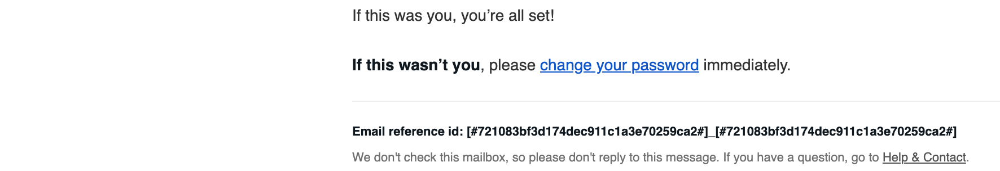 If this was you, you’re all set!
If this wasn’t you, please change your password immediately.
Email reference id: [#721083bf3d174dec911c1a3e70259ca2#]_[#721083bf3d174dec911c1a3e70259ca2#]
We don't check this mailbox, so please don't reply to this message. If you have a question, go to Help & Contact.